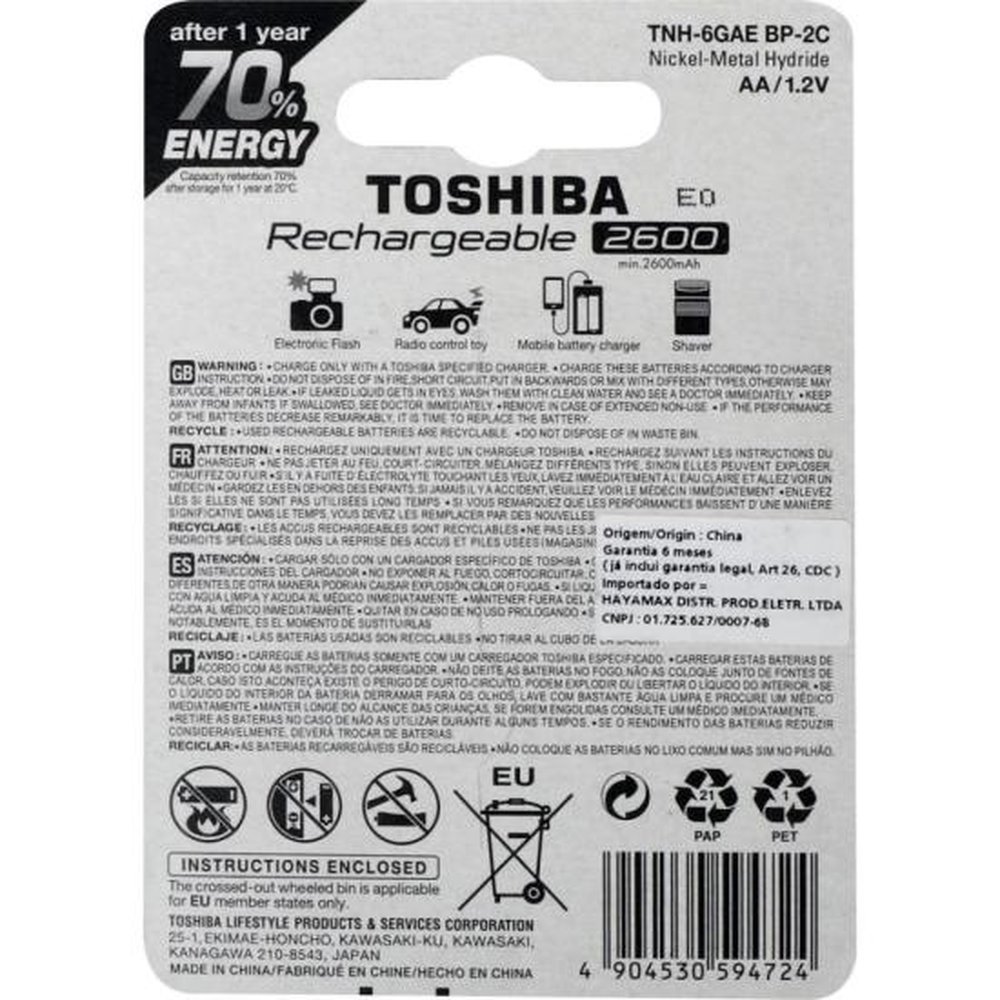 after 1 year
70%
ENERGY
Capacity retention 70%
after storage for 1 year at 20°C.
TNH-6GAE BP-2C
Nickel-Metal Hydride
AA/1.2V
TOSHIBA E0
Rechargeable 2600
min.2600mAh
Electronic Flash Radio control toy Mobile battery charger Shaver
GB WARNING: •CHARGE ONLY WITH A TOSHIBA SPECIFIED CHARGER. •CHARGE THESE BATTERIES ACCORDING TO CHARGER
INSTRUCTION.•DO NOT DISPOSE OF IN FIRE,SHORT CIRCUIT,PUT IN BACKWARDS OR MIX WITH DIFFERENT TYPES,OTHERWISE MAY
EXPLODE,HEAT OR LEAK •IF LEAKED LIQUID GETS IN EYES,WASH THEM WITH CLEAN WATER AND SEE A DOCTOR IMMEDIATELY. •KEEP
AWAY FROM INFANTS IF SWALLOWED, SEE DOCTOR IMMEDIATELY. •REMOVE IN CASE OF EXTENDED NON-USE •IF THE PERFORMANCE
OF THE BATTERIES DECREASE REMARKABLY, IT IS TIME TO REPLACE THE BATTERY.
RECYCLE : •USED RECHARGEABLE BATTERIES ARE RECYCLABLE. •DO NOT DISPOSE OF IN WASTE BIN.
FR ATTENTION: •RECHARGEZ UNIQUEMENT AVEC UN CHARGEUR TOSHIBA •RECHARGEZ SUIVANT LES INSTRUCTIONS DU
CHARGEUR •NE PAS JETER AU FEU, COURT-CIRCUITER, MÉLANGEZ DIFFÉRENTS TYPE, SINON ELLES PEUVENT EXPLOSER,
CHAUFFEZ OU FUIR •S'IL Y A FUITE D'ÉLECTROLYTE TOUCHANT LES YEUX, LAVEZ IMMÉDIATEMENT A L'EAU CLAIRE ET ALLEZ VOIR UN
MÉDECIN •GARDEZ LES EN DEHORS DES ENFANTS: SI JAMAIS IL Y A ACCIDENT, VEUILLEZ VOIR LE MÉDECIN IMMÉDIATEMENT •ENLEVEZ
LES SI ELLES NE SONT PAS UTILISÉES LONG TEMPS •SI VOUS REMARQUEZ QUE LES PERFORMANCES BAISSENT D'UNE MANIÈRE
SIGNIFICATIVE DANS LE TEMPS, VOUS DEVEZ LES REMPLACER PAR DES NOUVELLES
RECYCLAGE : •LES ACCUS RECHARGEABLES SONT RECYCLABLES •NE PAS LES
ENDROITS SPÉCIALISÉS DANS LA REPRISE DES ACCUS ET PILES USÉES
ES ATENCIÓN: •CARGAR SÓLO CON UN CARGADOR ESPECÍFICO DE TOSHIBA
INSTRUCCIONES DEL CARGADOR •NO EXPONER AL FUEGO, CORTOCIRCUITAR,
DIFERENTES DE OTRA MANERA PODRIAN CAUSAR EXPLOSIÓN, CALOR O FUGAS.
CON AGUA LIMPIA Y ACUDA AL MÉDICO INMEDIATAMENTE. •MANTENER FUERA DEL
ACUDA AL MÉDICO INMEDIATAMENTE. •QUITAR EN CASO DE NO USO PROLONGANDO
NOTABLEMENTE, ES EL MOMENTO DE SUSTITUIRLAS
RECICLAJE: •LAS BATERIAS USADAS SON RECICLABLES •NO TIRAR AL CUBO DE
Origem/Origin : China
Garantia 6 meses
( já inclui garantia legal, Art 26, CDC )
Importado por =
HAYAMAX DISTR. PROD.ELETR. LTDA
CNPJ : 01.725.627/0007-68
PT AVISO: •CARREGUE AS BATERIAS SOMENTE COM UM CARREGADOR TOSHIBA ESPECIFICADO. •CARREGAR ESTAS BATERIAS DE
ACORDO COM AS INSTRUÇÕES DO CARREGADOR. •NÃO DEITE AS BATERIAS NO FOGO, NÃO AS COLOQUE JUNTO DE FONTES DE
CALOR, CASO ISTO ACONTEÇA EXISTE O PERIGO DE CURTO-CIRCUITO, PODEM EXPLODIR OU LIBERTAR O LÍQUIDO DO INTERIOR. •SE
O LÍQUIDO DO INTERIOR DA BATERIA DERRAMAR PARA OS OLHOS, LAVE COM BASTANTE ÁGUA LIMPA E PROCURE UM MÉDICO
IMEDIATAMENTE •MANTER LONGE DO ALCANCE DAS CRIANÇAS, SE FOREM ENGOLIDAS CONSULTE UM MÉDICO IMEDIATAMENTE.
•RETIRE AS BATERIAS NO CASO DE NÃO AS UTILIZAR DURANTE ALGUNS TEMPOS. •SE O RENDIMENTO DAS BATERIAS REDUZIR
CONSIDERAVELMENTE, DEVERÁ TROCAR DE BATERIAS.
RECICLAR:•AS BATERIAS RECARREGÁVEIS SÃO RECICLÁVEIS •NÃO COLOQUE AS BATERIAS NO LIXO COMUM MAS SIM NO PILHÃO.
EU
21
PAP
1
PET
INSTRUCTIONS ENCLOSED
The crossed-out wheeled bin is applicable
for EU member states only.
TOSHIBA LIFESTYLE PRODUCTS & SERVICES CORPORATION
25-1, EKIMAE-HONCHO, KAWASAKI-KU, KAWASAKI,
KANAGAWA 210-8543, JAPAN
MADE IN CHINA/FABRIQUÉ EN CHINE/HECHO EN CHINA
4 904530 594724